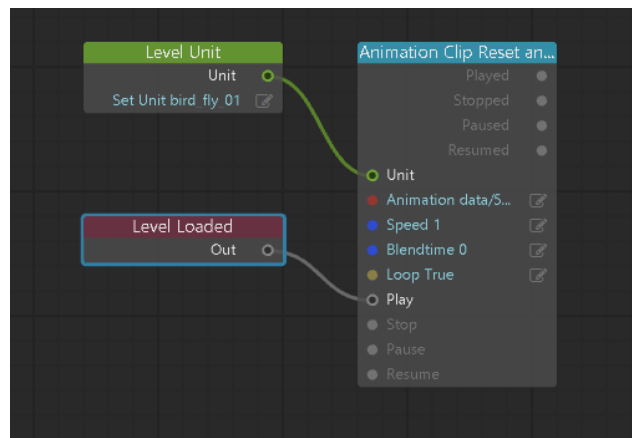 Level Unit
Unit
Set Unit bird_fly_01
Level Loaded
Out
Animation Clip Reset an...
Played
Stopped
Paused
Resumed
Unit
Animation data/S...
Speed 1
Blendtime 0
Loop True
Play
Stop
Pause
Resume